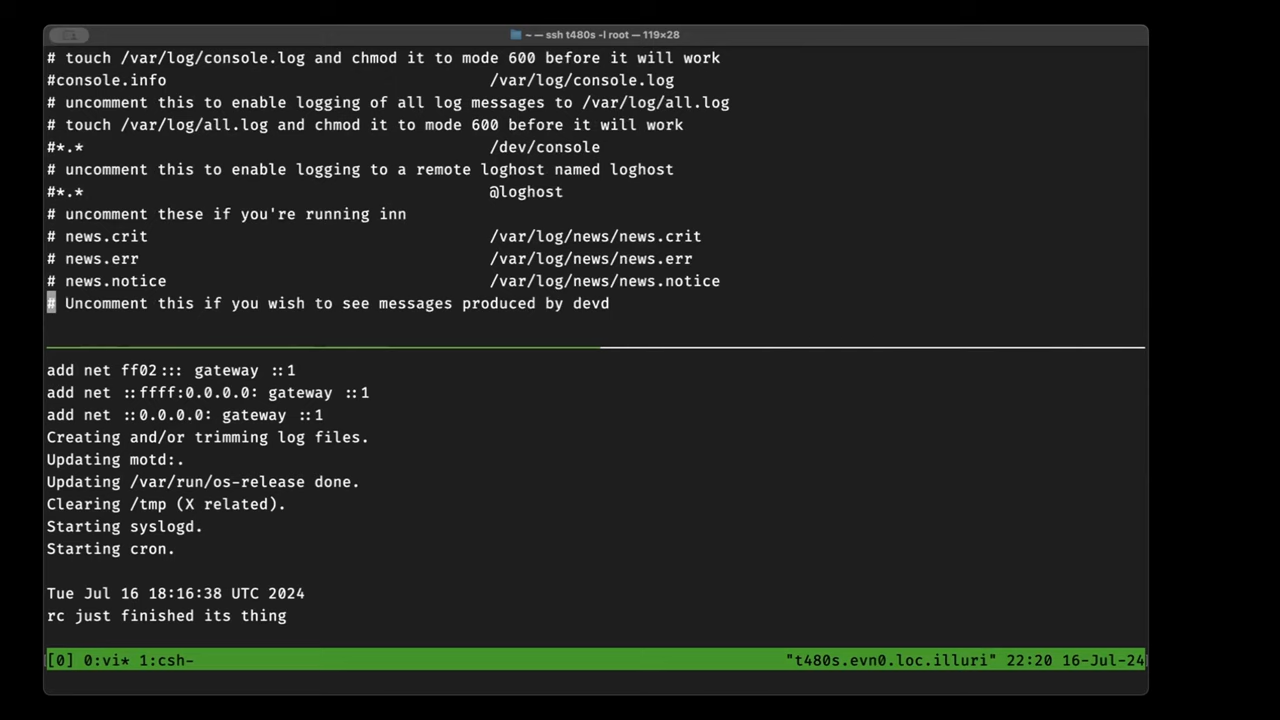 ~ — ssh t480s -l root — 119×28
# touch /var/log/console.log and chmod it to mode 600 before it will work
#console.info /var/log/console.log
# uncomment this to enable logging of all log messages to /var/log/all.log
# touch /var/log/all.log and chmod it to mode 600 before it will work
#*.* /dev/console
# uncomment this to enable logging to a remote loghost named loghost
#*.* @loghost
# uncomment these if you're running inn
# news.crit /var/log/news/news.crit
# news.err /var/log/news/news.err
# news.notice /var/log/news/news.notice
# Uncomment this if you wish to see messages produced by devd
add net ff02::: gateway ::1
add net ::ffff:0.0.0.0: gateway ::1
add net ::0.0.0.0: gateway ::1
Creating and/or trimming log files.
Updating motd:.
Updating /var/run/os-release done.
Clearing /tmp (X related).
Starting syslogd.
Starting cron.
Tue Jul 16 18:16:38 UTC 2024
rc just finished its thing
[0] 0:vi* 1:csh- "t480s.evn0.loc.illuri" 22:20 16-Jul-24